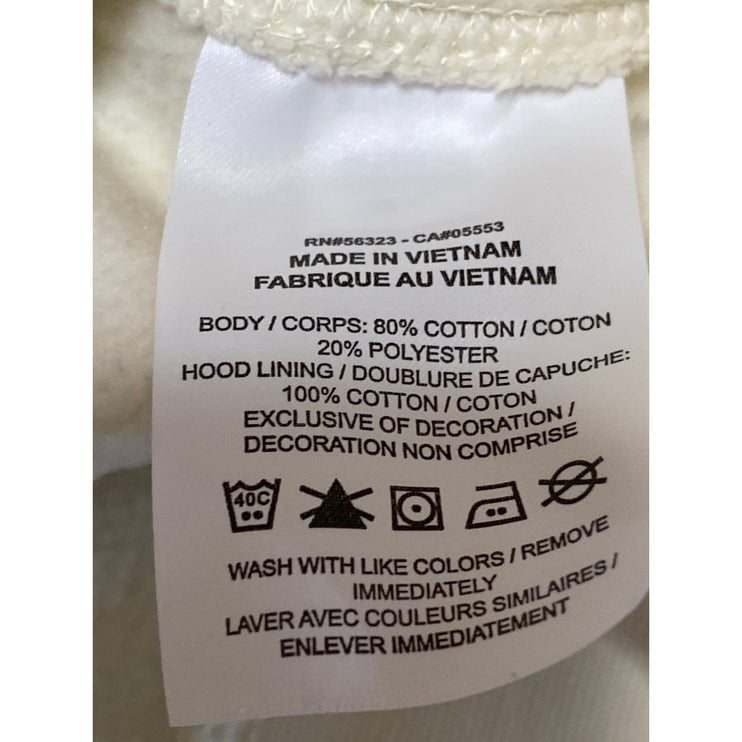 RN#56323 - CA#05553
MADE IN VIETNAM
FABRIQUE AU VIETNAM
BODY / CORPS: 80% COTTON / COTON
20% POLYESTER
HOOD LINING / DOUBLURE DE CAPUCHE:
100% COTTON / COTON
EXCLUSIVE OF DECORATION /
DECORATION NON COMPRISE
40C
WASH WITH LIKE COLORS / REMOVE
IMMEDIATELY
LAVER AVEC COULEURS SIMILAIRES /
ENLEVER IMMEDIATEMENT